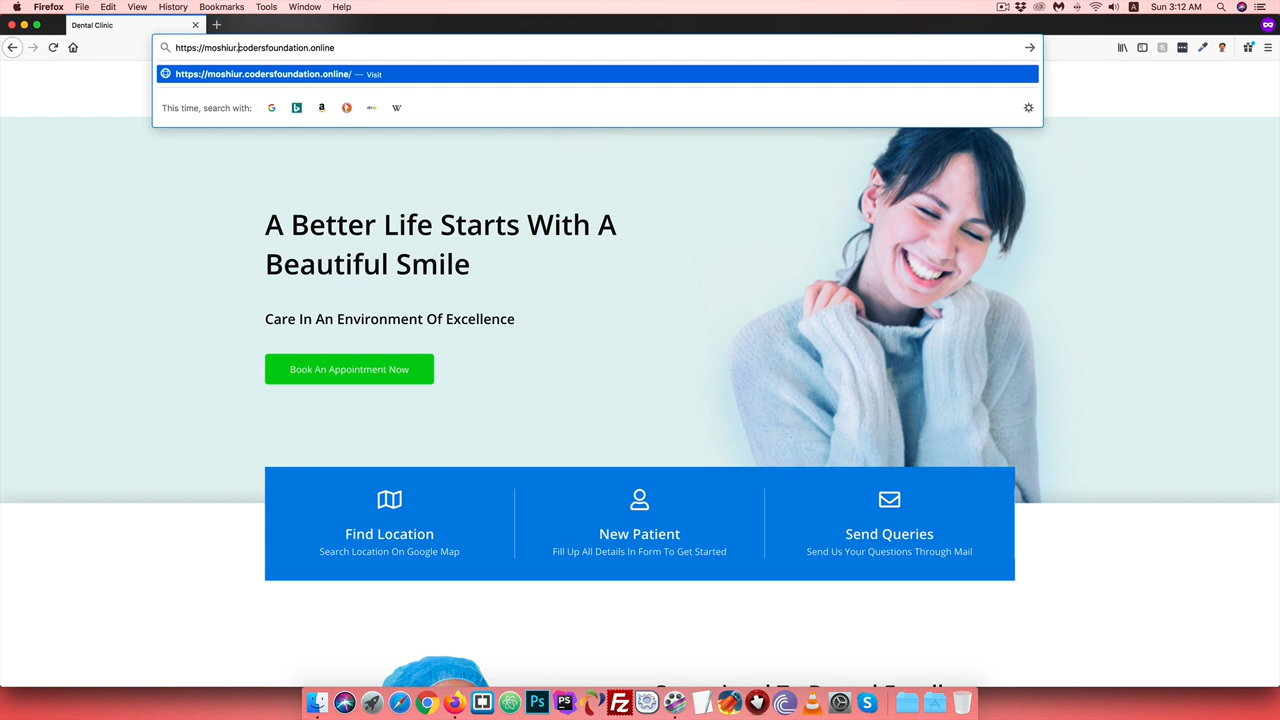 Firefox File Edit View History Bookmarks Tools Window Help
A Sun 3:12 AM
Dental Clinic
https://moshiur.codersfoundation.online
https://moshiur.codersfoundation.online/ — Visit
This time, search with:
A Better Life Starts With A
Beautiful Smile
Care In An Environment Of Excellence
Book An Appointment Now
Find Location
Search Location On Google Map
New Patient
Fill Up All Details In Form To Get Started
Send Queries
Send Us Your Questions Through Mail